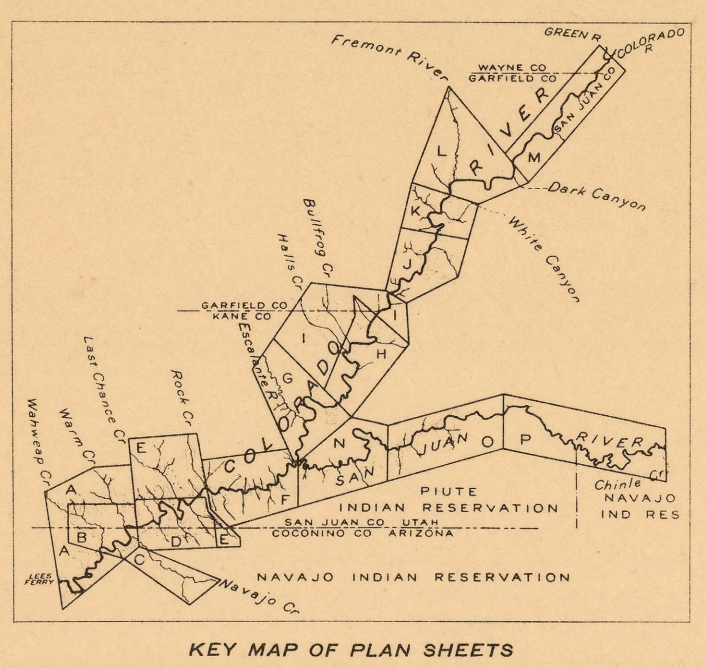 GREEN R.
COLORADO
R
Fremont River
WAYNE CO
GARFIELD CO
SAN JUAN CO
RIVER
L
M
Dark Canyon
K
White Canyon
J
Bullfrog Cr
Halls Cr
GARFIELD CO
KANE CO
I
I
Escalante R
H
G
COLORADO
Last Chance Cr
Rock Cr
Warm Cr
Wahweap Cr
E
C
N
SAN
JUAN
O
P
RIVER
Chinle
Cr
A
F
PIUTE
INDIAN RESERVATION
NAVAJO
IND RES
SAN JUAN CO UTAH
COCONINO CO ARIZONA
B
A
D
E
C
LEES
FERRY
NAVAJO INDIAN RESERVATION
Navajo Cr
KEY MAP OF PLAN SHEETS